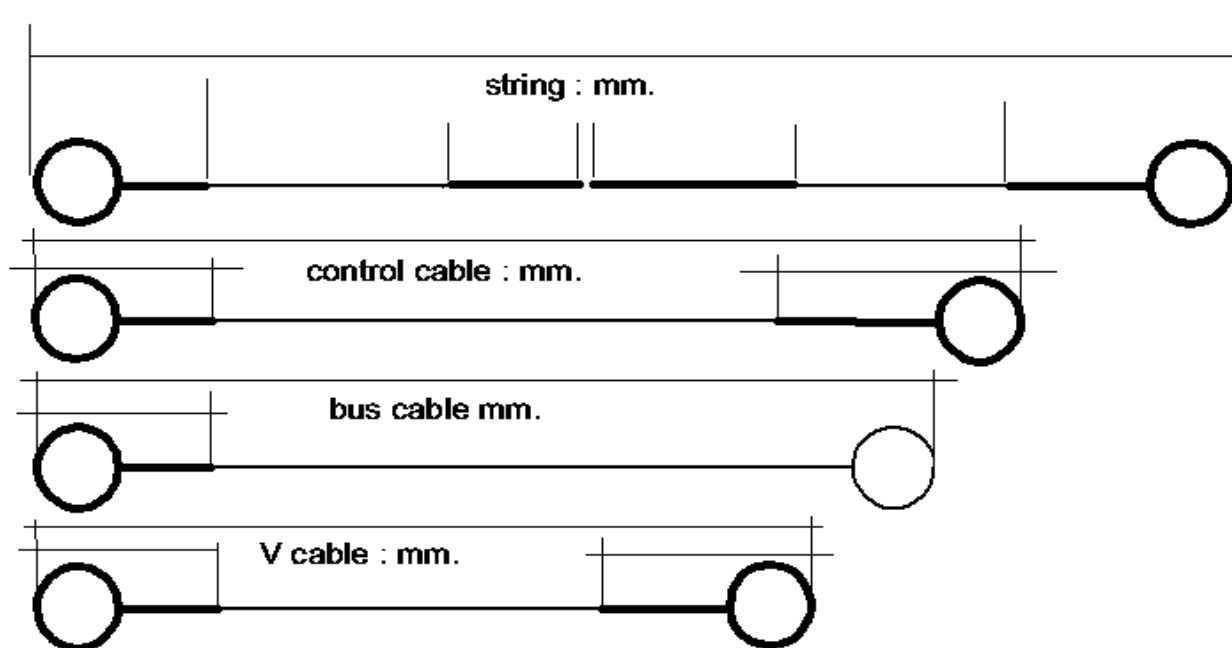 string : mm.
control cable : mm.
bus cable mm.
V cable : mm.